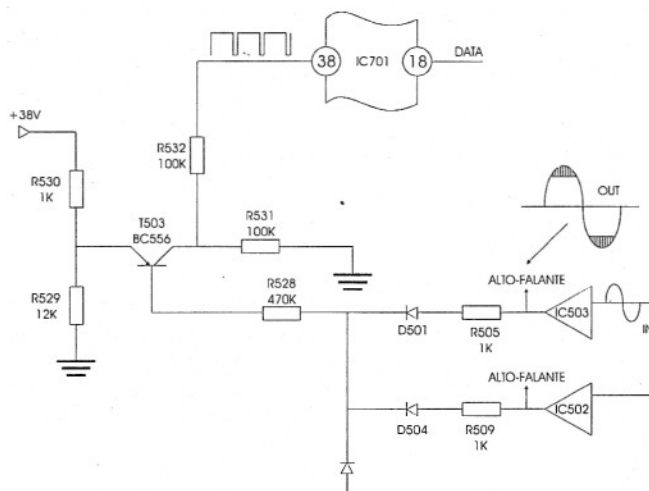 38
IC701
18
DATA
+38V
R532
100K
R530
1K
T503
BC556
R531
100K
OUT
R529
12K
R528
470K
ALTO-FALANTE
D501
R505
1K
IC503
ALTO-FALANTE
D504
R509
1K
IC502